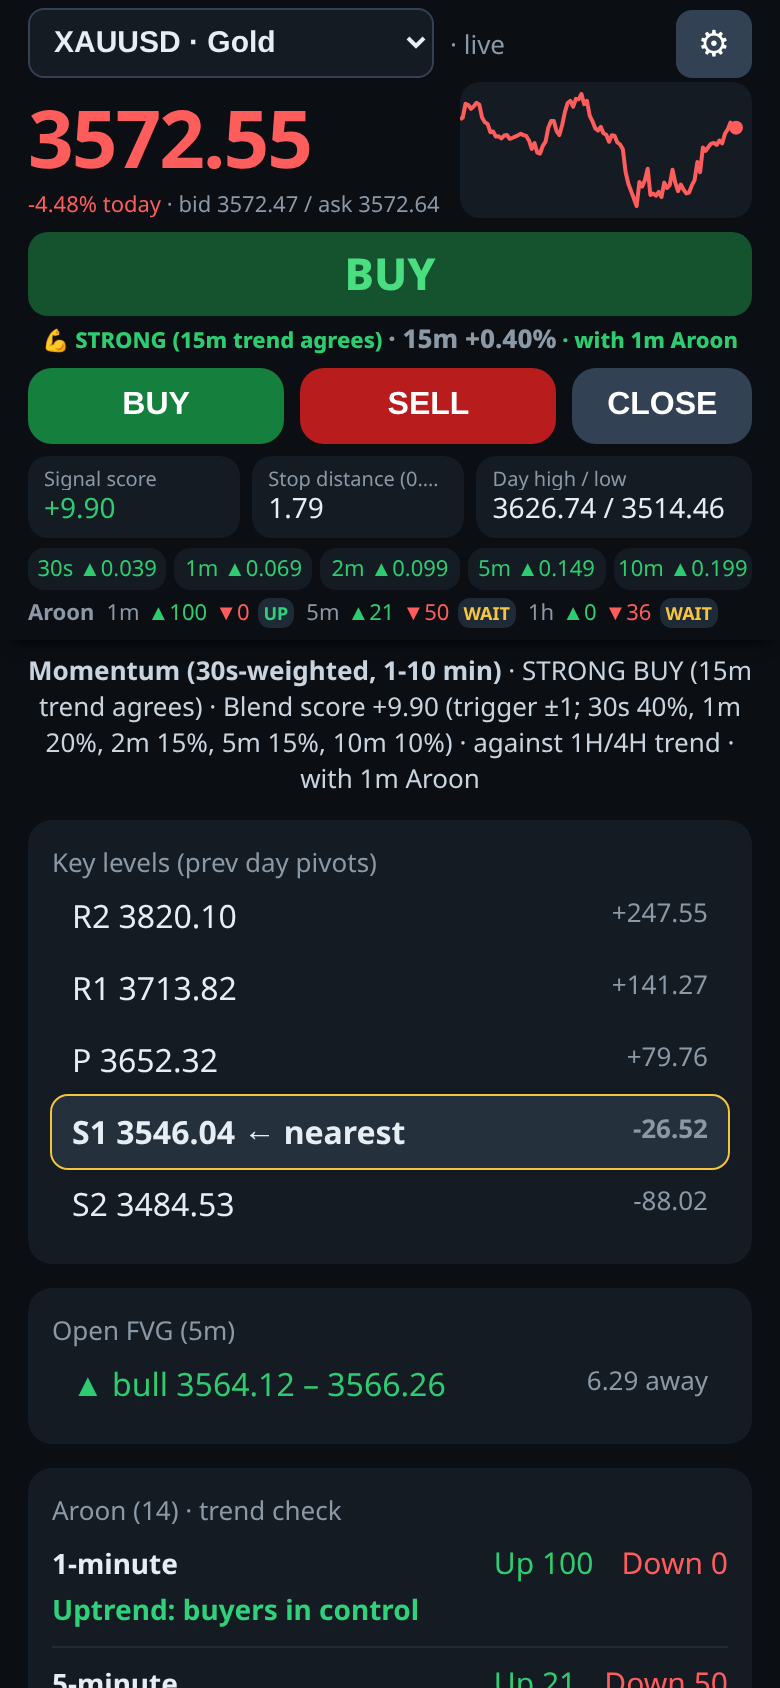 XAUUSD · Gold · live ⚙
3572.55
-4.48% today · bid 3572.47 / ask 3572.64
BUY
💪 STRONG (15m trend agrees) · 15m +0.40% · with 1m Aroon
BUY SELL CLOSE
Signal score Stop distance (0.... Day high / low
+9.90 1.79 3626.74 / 3514.46
30s ▲0.039 1m ▲0.069 2m ▲0.099 5m ▲0.149 10m ▲0.199
Aroon 1m ▲100 ▼0 UP 5m ▲21 ▼50 WAIT 1h ▲0 ▼36 WAIT
Momentum (30s-weighted, 1-10 min) · STRONG BUY (15m
trend agrees) · Blend score +9.90 (trigger ±1; 30s 40%, 1m
20%, 2m 15%, 5m 15%, 10m 10%) · against 1H/4H trend ·
with 1m Aroon
Key levels (prev day pivots)
R2 3820.10 +247.55
R1 3713.82 +141.27
P 3652.32 +79.76
S1 3546.04 ← nearest -26.52
S2 3484.53 -88.02
Open FVG (5m)
▲ bull 3564.12 – 3566.26 6.29 away
Aroon (14) · trend check
1-minute Up 100 Down 0
Uptrend: buyers in control
5-minute Up 21 Down 50